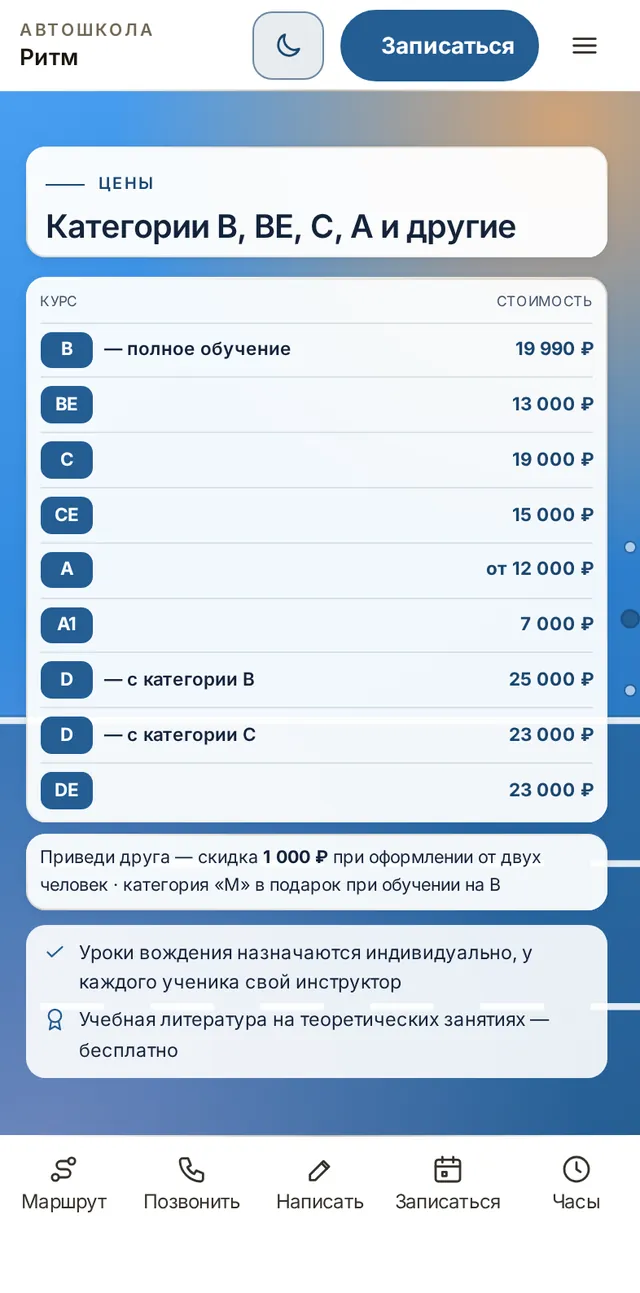 АВТОШКОЛА
Ритм
Записаться
ЦЕНЫ
Категории B, BE, C, A и другие
КУРС СТОИМОСТЬ
B — полное обучение 19 990 ₽
BE 13 000 ₽
C 19 000 ₽
CE 15 000 ₽
A от 12 000 ₽
A1 7 000 ₽
D — с категории B 25 000 ₽
D — с категории C 23 000 ₽
DE 23 000 ₽
Приведи друга — скидка 1 000 ₽ при оформлении от двух
человек · категория «M» в подарок при обучении на B
Уроки вождения назначаются индивидуально, у
каждого ученика свой инструктор
Учебная литература на теоретических занятиях —
бесплатно
Маршрут Позвонить Написать Записаться Часы